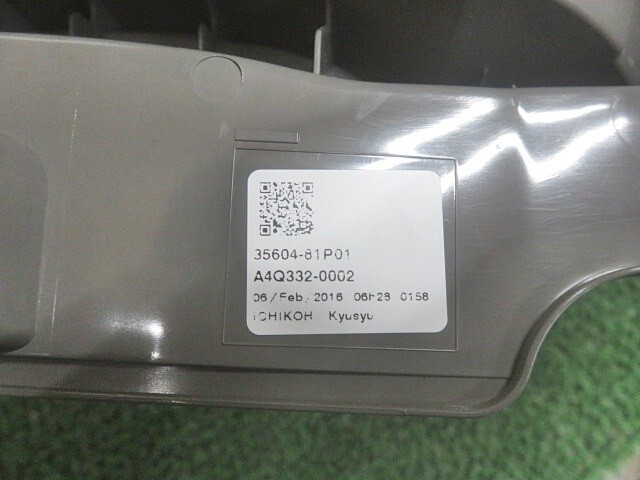 35604-81P01
A4Q332-0002
06/Feb, 2016 06h28 0158
ICHIKOH Kyusyu